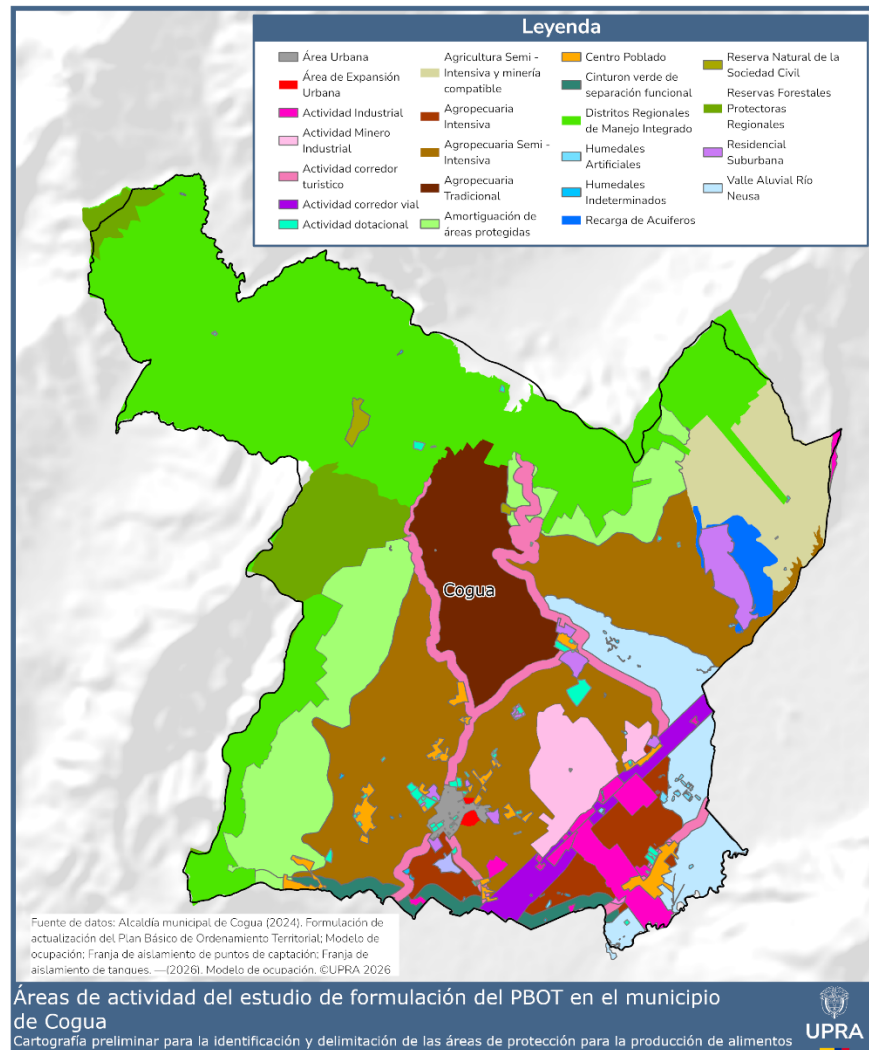 Leyenda
Área Urbana
Área de Expansión
Urbana
Actividad Industrial
Actividad Minero
Industrial
Actividad corredor
turistico
Actividad corredor vial
Actividad dotacional
Agricultura Semi -
Intensiva y minería
compatible
Agropecuaria
Intensiva
Agropecuaria Semi -
Intensiva
Agropecuaria
Tradicional
Amortiguación de
áreas protegidas
Centro Poblado
Cinturon verde de
separación funcional
Distritos Regionales
de Manejo Integrado
Humedales
Artificiales
Humedales
Indeterminados
Recarga de Acuiferos
Reserva Natural de la
Sociedad Civil
Reservas Forestales
Protectoras
Regionales
Residencial
Suburbana
Valle Aluvial Río
Neusa
Cogua
Fuente de datos: Alcaldía municipal de Cogua (2024). Formulación de
actualización del Plan Básico de Ordenamiento Territorial; Modelo de
ocupación; Franja de aislamiento de puntos de captación; Franja de
aislamiento de tanques. —(2026). Modelo de ocupación. ©UPRA 2026
Áreas de actividad del estudio de formulación del PBOT en el municipio
de Cogua
Cartografía preliminar para la identificación y delimitación de las áreas de protección para la producción de alimentos
UPRA